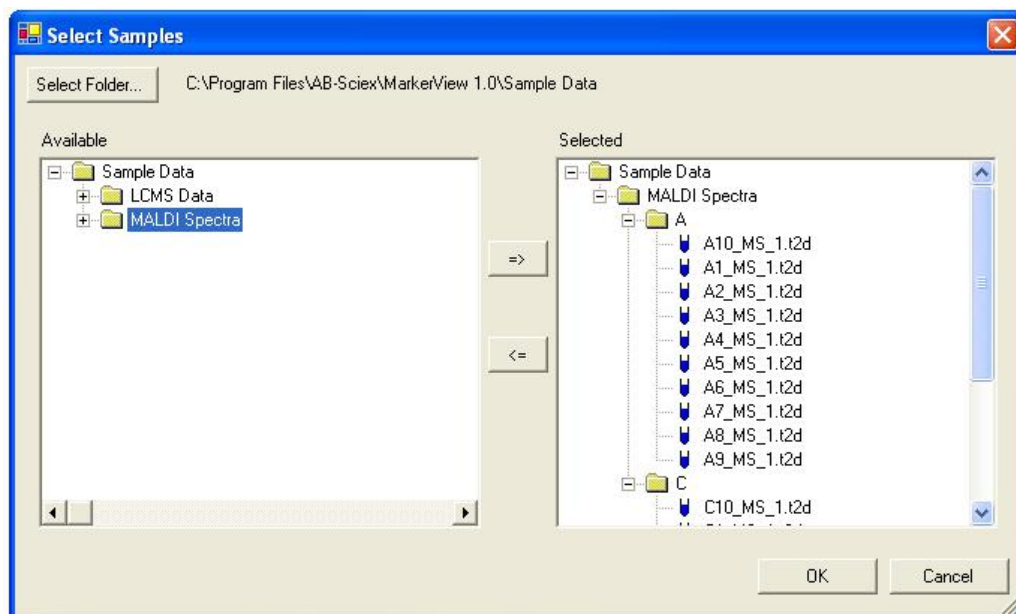 Select Samples
Select Folder...
C:\Program Files\AB-Sciex\MarkerView 1.0\Sample Data
Available
Sample Data
LCMS Data
MALDI Spectra
=>
<=
Selected
Sample Data
MALDI Spectra
A
A10_MS_1.t2d
A1_MS_1.t2d
A2_MS_1.t2d
A3_MS_1.t2d
A4_MS_1.t2d
A5_MS_1.t2d
A6_MS_1.t2d
A7_MS_1.t2d
A8_MS_1.t2d
A9_MS_1.t2d
C
C10_MS_1.t2d
OK
Cancel